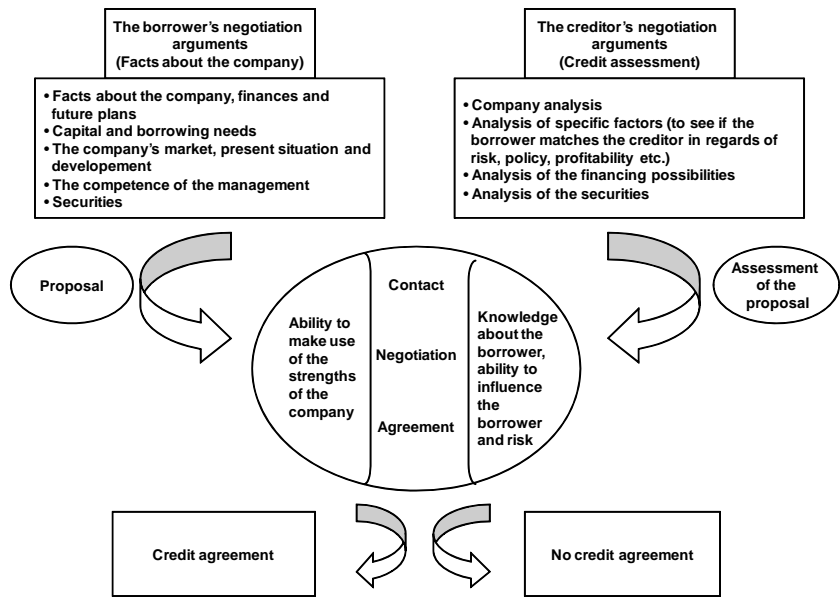 The borrower's negotiation
arguments
(Facts about the company)
• Facts about the company, finances and
future plans
• Capital and borrowing needs
• The company's market, present situation and
developement
• The competence of the management
• Securities
The creditor's negotiation
arguments
(Credit assessment)
• Company analysis
• Analysis of specific factors (to see if the
borrower matches the creditor in regards of
risk, policy, profitability etc.)
• Analysis of the financing possibilities
• Analysis of the securities
Proposal
Assessment
of the
proposal
Ability to
make use
of the
strengths
of the
company
Contact
Negotiation
Agreement
Knowledge
about the
borrower,
ability to
influence
the
borrower
and risk
Credit agreement
No credit agreement